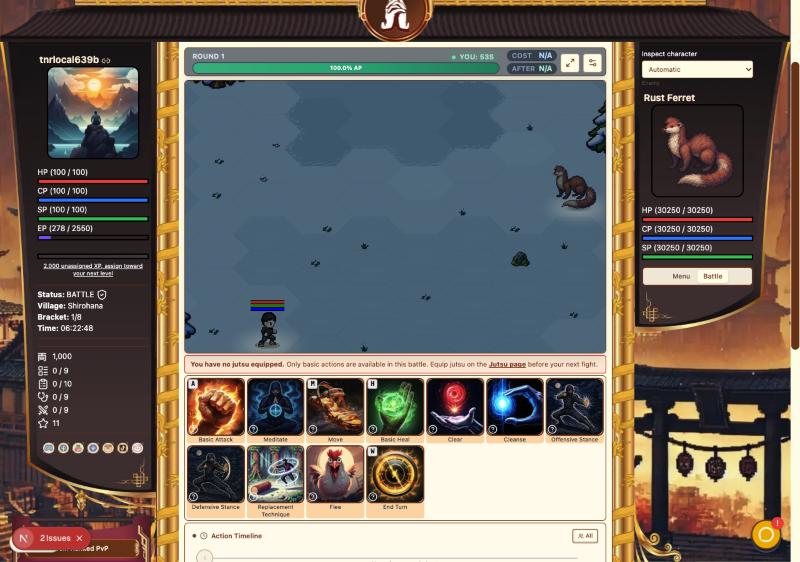 tnrlocal639b
HP (100 / 100)
CP (100 / 100)
SP (100 / 100)
EP (278 / 2550)
2,000 unassigned XP, assign toward
your next level
Status: BATTLE
Village: Shirohana
Bracket: 1/8
Time: 06:22:48
1,000
0 / 9
0 / 10
0 / 9
0 / 9
11
N 2 Issues ×
Ranked PvP
ROUND 1
YOU: 53S
100.0% AP
COST N/A
AFTER N/A
You have no jutsu equipped. Only basic actions are available in this battle. Equip jutsu on the Jutsu page before your next fight.
A
M
H
Basic Attack
Meditate
Move
Basic Heal
Clear
Cleanse
Offensive Stance
W
Defensive Stance
Replacement
Technique
Flee
End Turn
Action Timeline
All
Inspect character
Automatic
Enemy
Rust Ferret
HP (30250 / 30250)
CP (30250 / 30250)
SP (30250 / 30250)
Menu
Battle
!